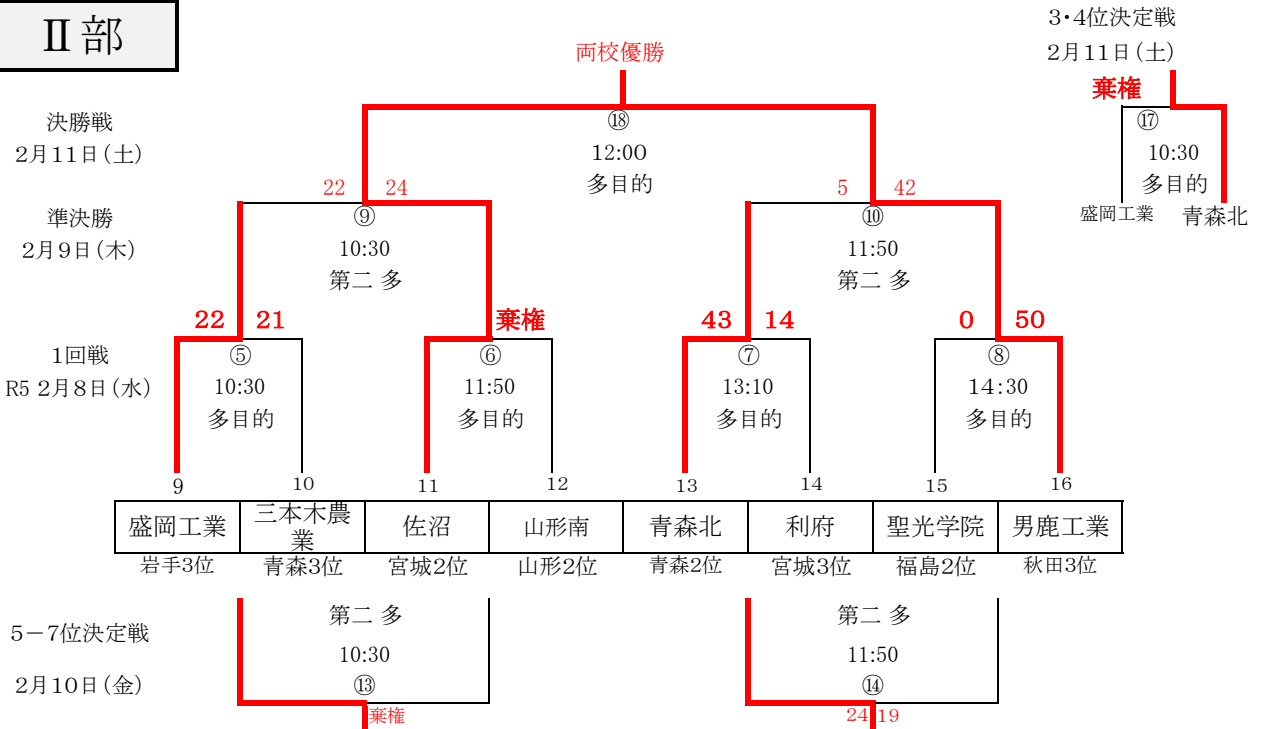 Ⅱ部
3・4位決定戦
2月11日(土)
両校優勝
棄権
決勝戦
2月11日(土)
⑱
12:00
多目的
⑰
10:30
多目的
盛岡工業 青森北
22 24
5 42
準決勝
2月9日(木)
⑨
10:30
第二 多
⑩
11:50
第二 多
22 21
棄権
43 14
0 50
1回戦
R5 2月8日(水)
⑤
10:30
多目的
⑥
11:50
多目的
⑦
13:10
多目的
⑧
14:30
多目的
9 10 11 12 13 14 15 16
盛岡工業 三本木農業 佐沼 山形南 青森北 利府 聖光学院 男鹿工業
岩手3位 青森3位 宮城2位 山形2位 青森2位 宮城3位 福島2位 秋田3位
5-7位決定戦
2月10日(金)
第二 多
10:30
⑬
棄権
第二 多
11:50
⑭
24 19